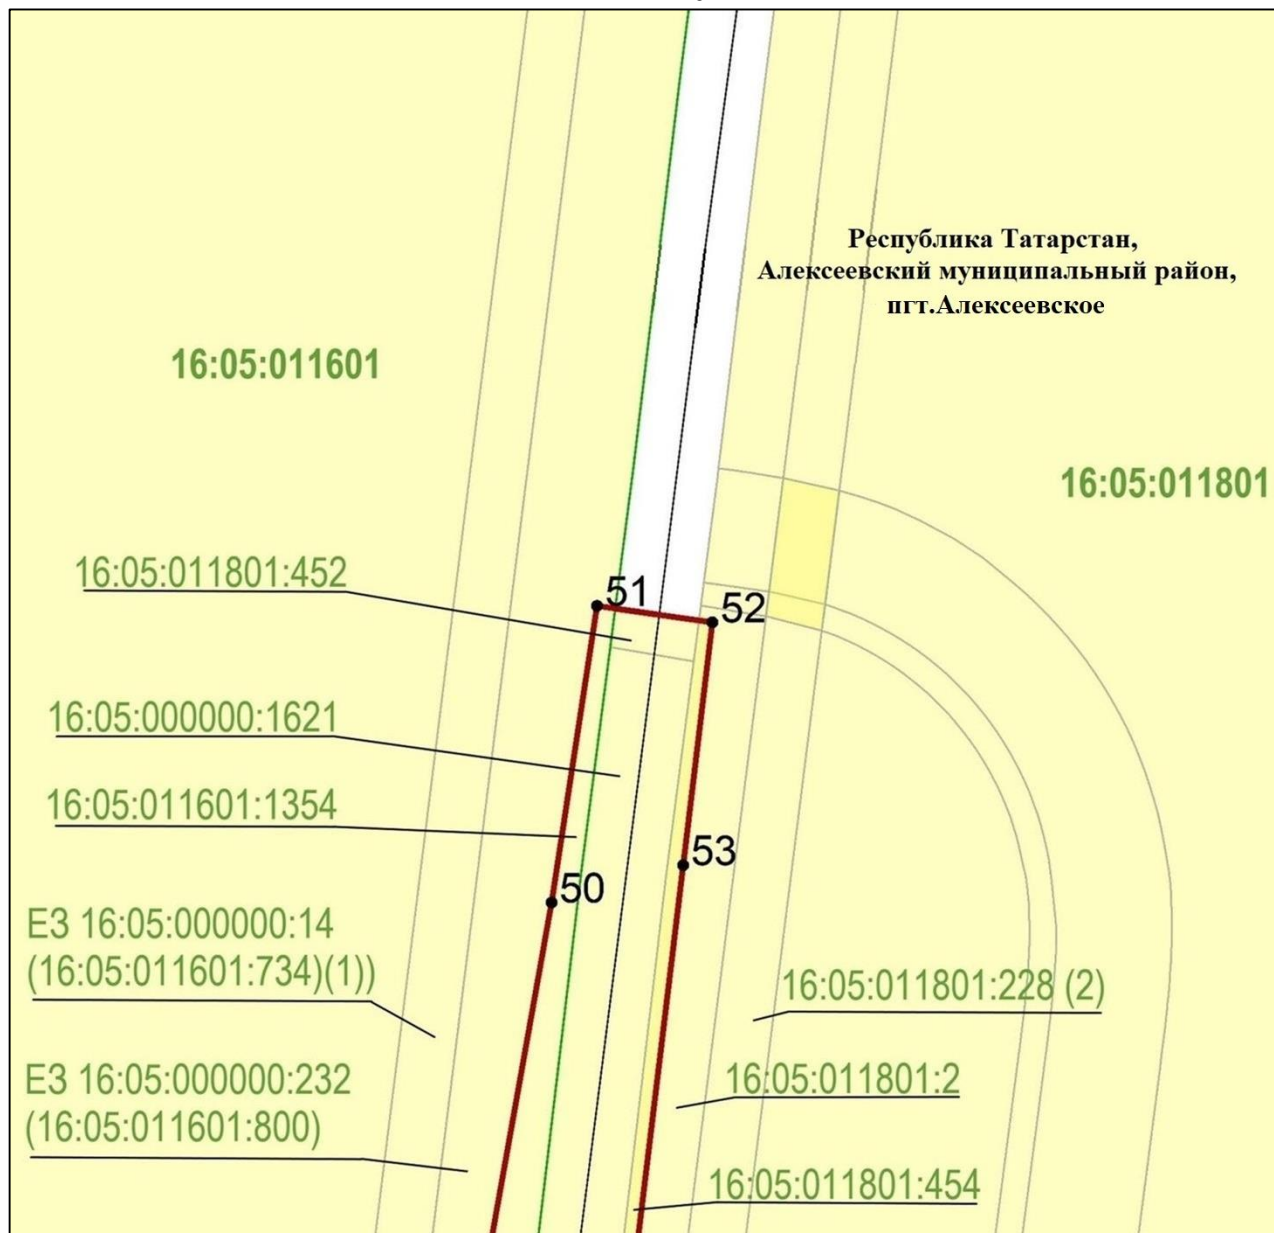 Республика Татарстан,
Алексеевский муниципальный район,
пгт.Алексеевское
16:05:011601
16:05:011801
16:05:011801:452
51
52
16:05:000000:1621
16:05:011601:1354
53
50
ЕЗ 16:05:000000:14
(16:05:011601:734)(1))
16:05:011801:228 (2)
ЕЗ 16:05:000000:232
(16:05:011601:800)
16:05:011801:2
16:05:011801:454